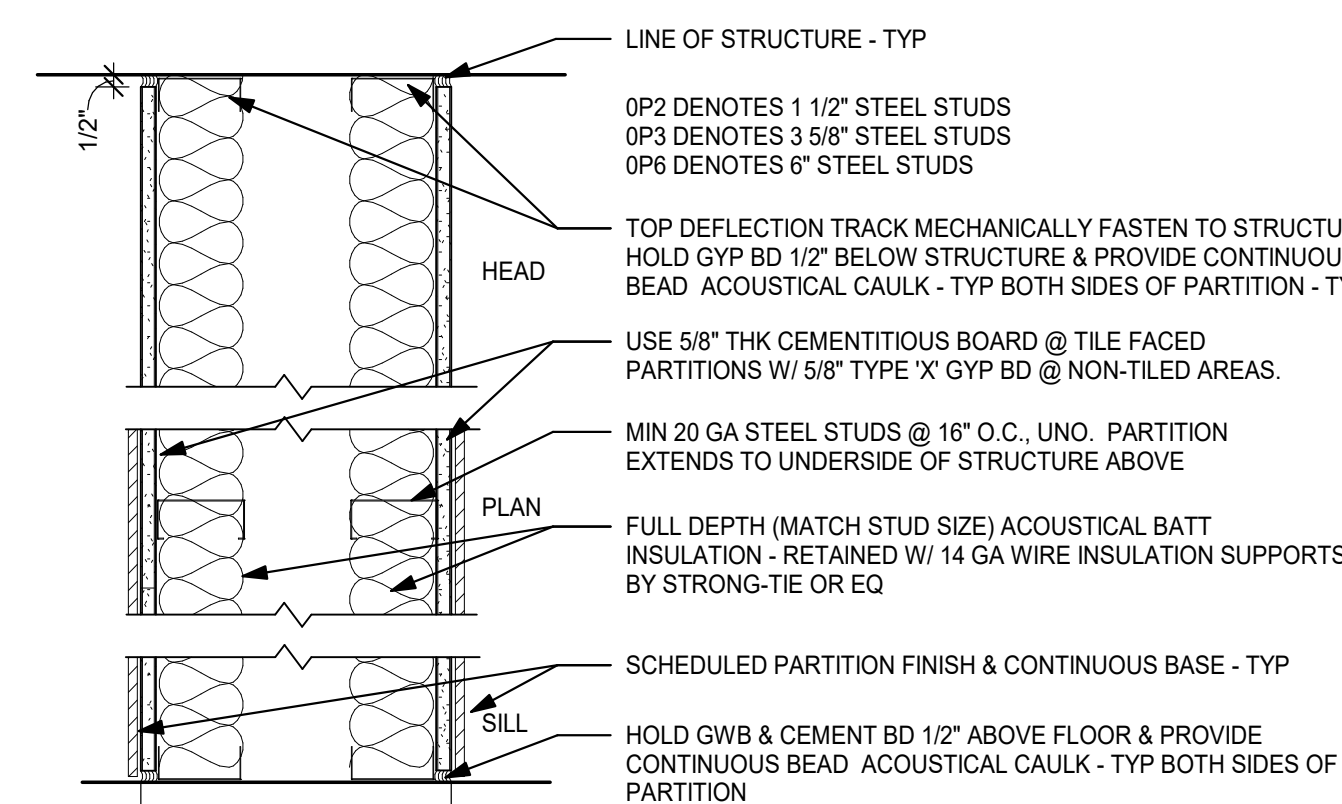 LINE OF STRUCTURE - TYP
1/2"
0P2 DENOTES 1 1/2" STEEL STUDS
0P3 DENOTES 3 5/8" STEEL STUDS
0P6 DENOTES 6" STEEL STUDS
TOP DEFLECTION TRACK MECHANICALLY FASTEN TO STRUCTU
HOLD GYP BD 1/2" BELOW STRUCTURE & PROVIDE CONTINUOU
BEAD ACOUSTICAL CAULK - TYP BOTH SIDES OF PARTITION - TY
HEAD
USE 5/8" THK CEMENTITIOUS BOARD @ TILE FACED
PARTITIONS W/ 5/8" TYPE 'X' GYP BD @ NON-TILED AREAS.
MIN 20 GA STEEL STUDS @ 16" O.C., UNO. PARTITION
EXTENDS TO UNDERSIDE OF STRUCTURE ABOVE
PLAN
FULL DEPTH (MATCH STUD SIZE) ACOUSTICAL BATT
INSULATION - RETAINED W/ 14 GA WIRE INSULATION SUPPORTS
BY STRONG-TIE OR EQ
SCHEDULED PARTITION FINISH & CONTINUOUS BASE - TYP
SILL
HOLD GWB & CEMENT BD 1/2" ABOVE FLOOR & PROVIDE
CONTINUOUS BEAD ACOUSTICAL CAULK - TYP BOTH SIDES OF
PARTITION